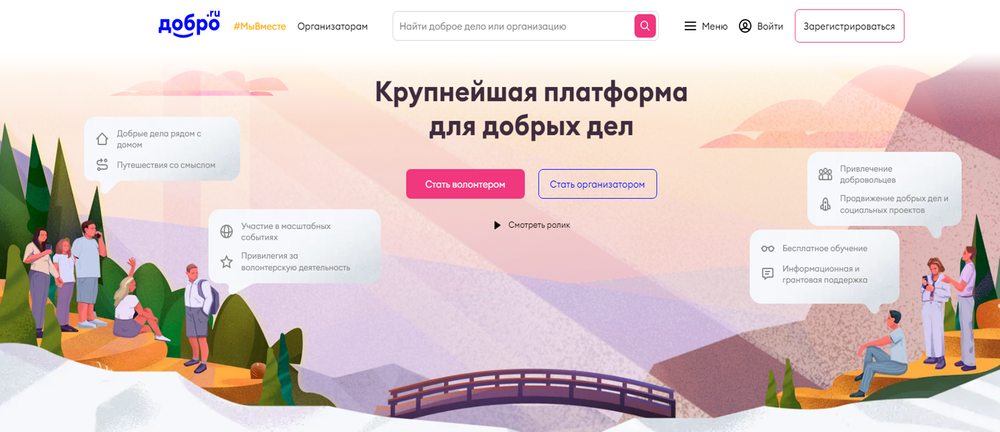 добро.ru
#МыВместе
Организаторам
Найти доброе дело или организацию
Меню
Войти
Зарегистрироваться
Крупнейшая платформа
для добрых дел
Стать волонтером
Стать организатором
Смотреть ролик
Добрые дела рядом с
домом
Путешествия со смыслом
Участие в масштабных
событиях
Привилегия за
волонтерскую деятельность
Привлечение
добровольцев
Продвижение добрых дел и
социальных проектов
Бесплатное обучение
Информационная и
грантовая поддержка